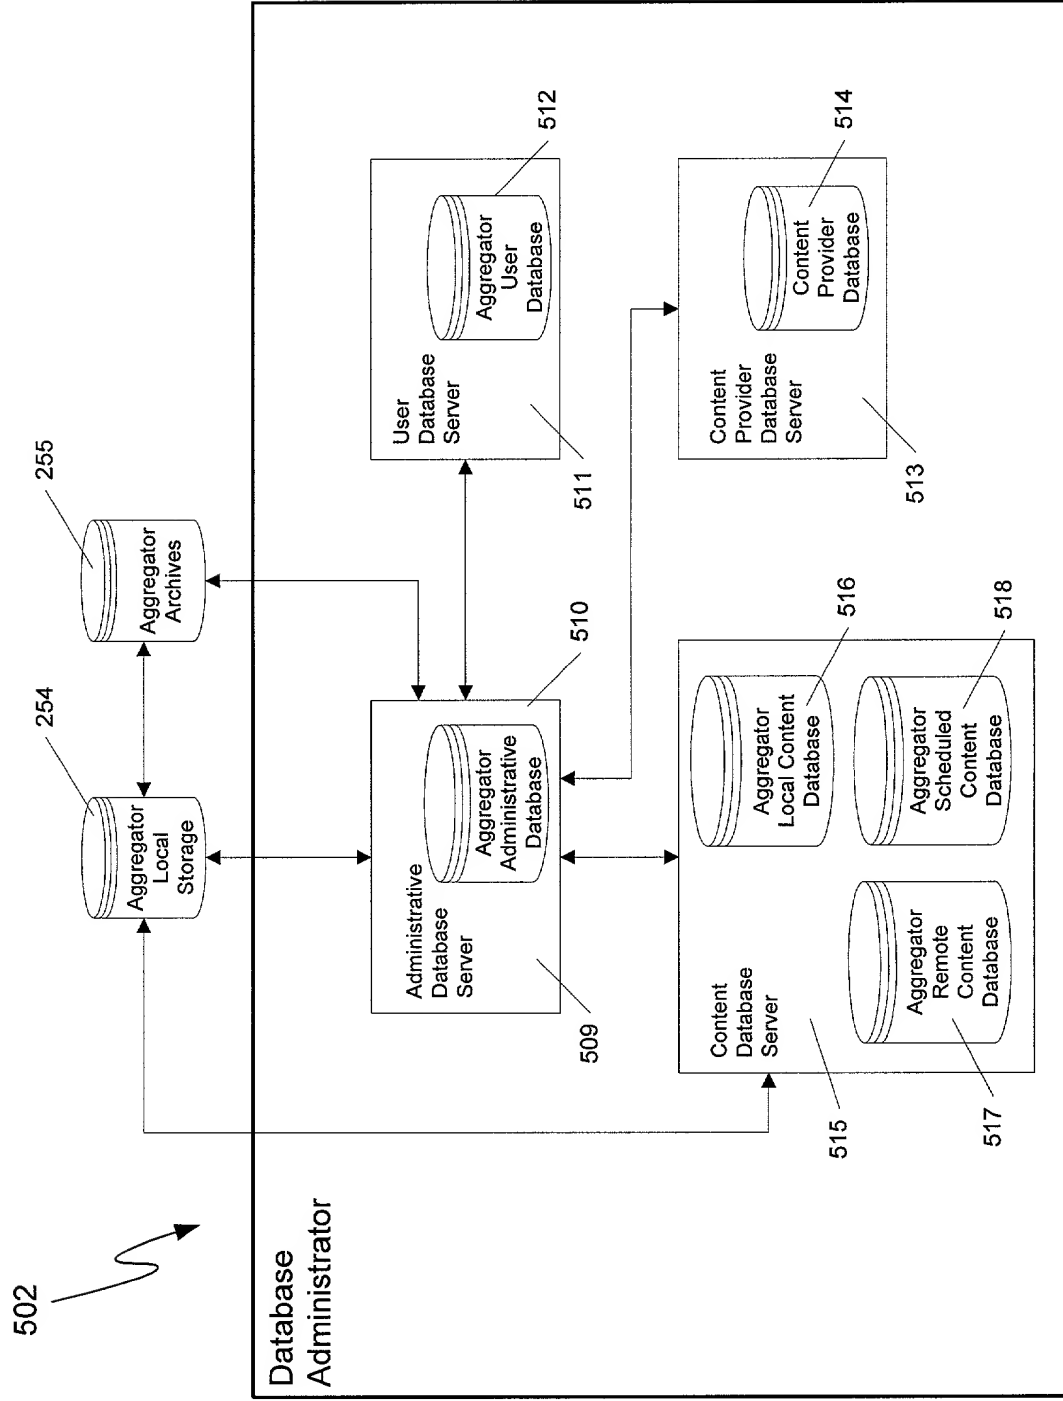 502
Database
Administrator
254
255
Aggregator
Local
Storage
Aggregator
Archives
Administrative
Database
Server
Aggregator
Administrative
Database
509
510
User
Database
Server
Aggregator
User
Database
511
512
Content
Database
Server
Aggregator
Local Content
Database
Aggregator
Remote
Content
Database
Aggregator
Scheduled
Content
Database
515
516
517
518
Content
Provider
Database
Server
Content
Provider
Database
513
514